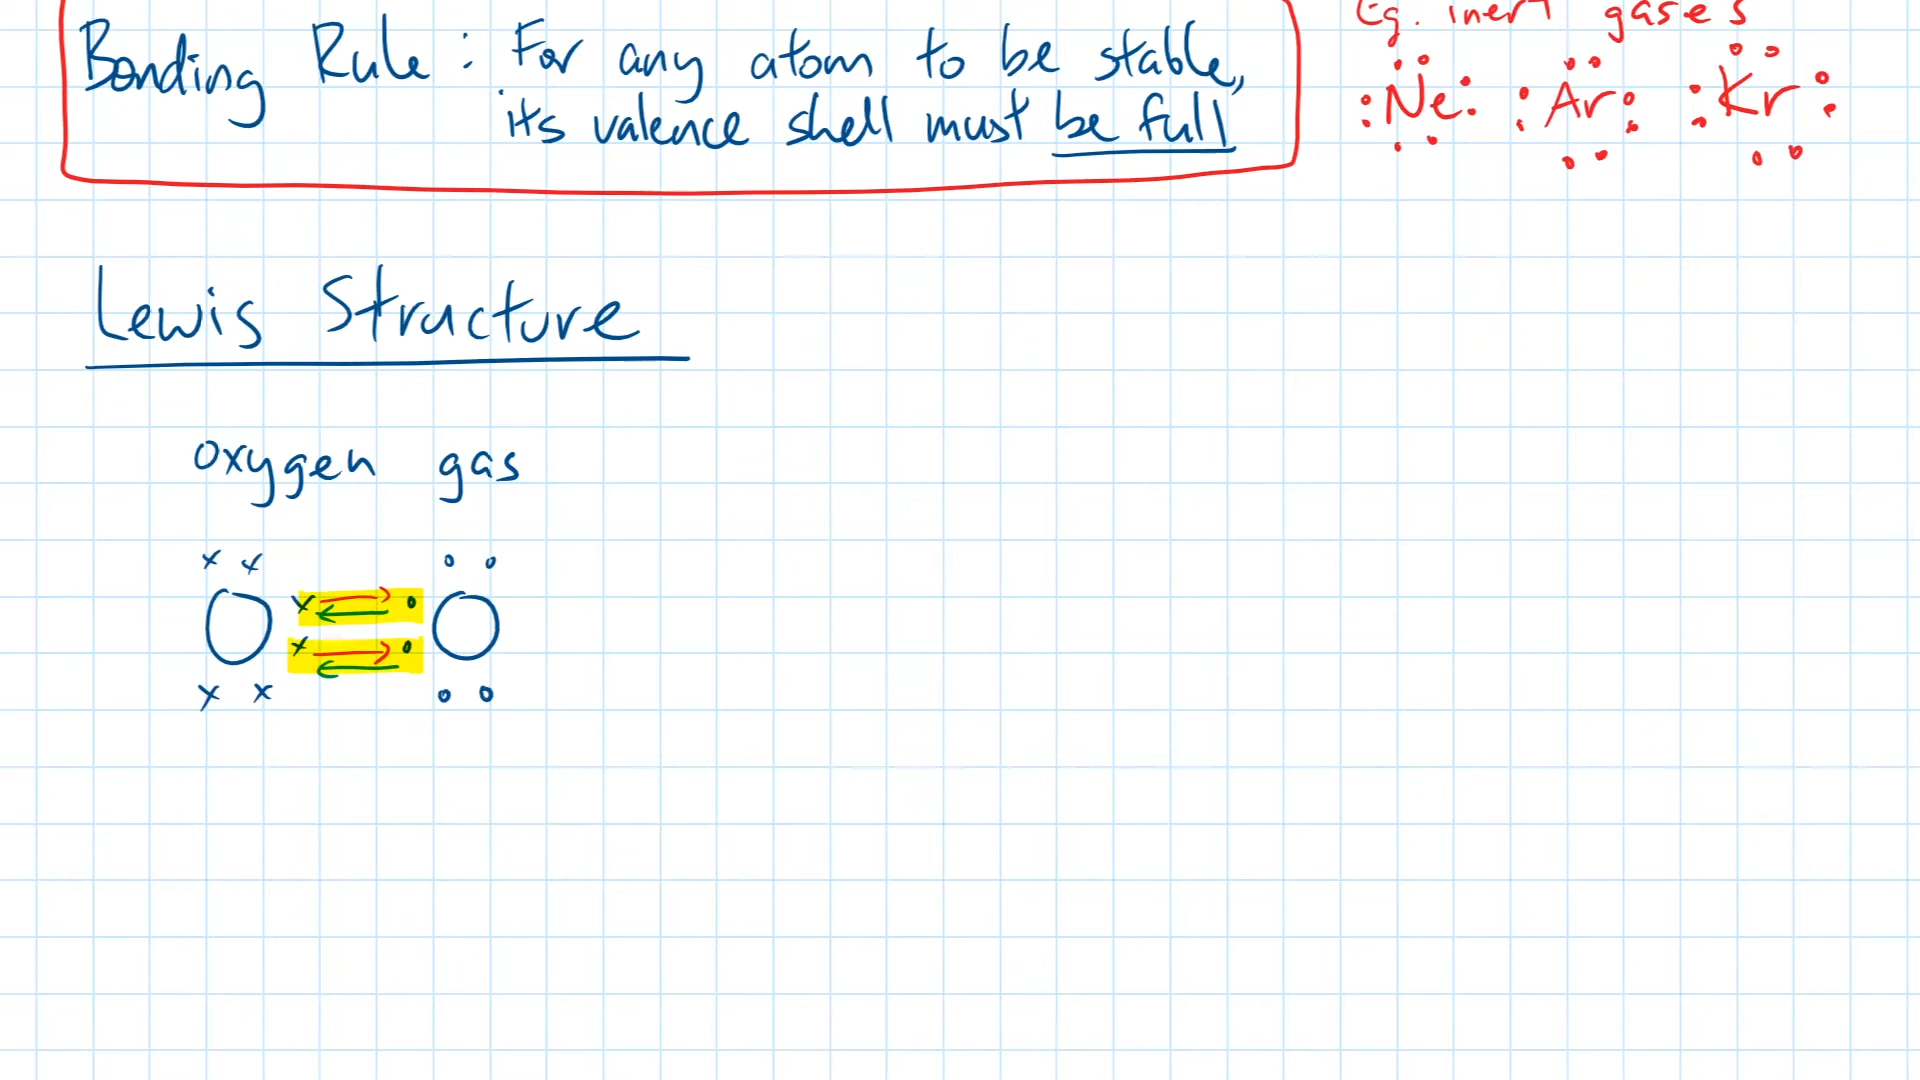 Bonding Rule: For any atom to be stable,
its valence shell must be full
Eg. inert gases
Ne Ar Kr
Lewis Structure
oxygen gas
x x
O x x O
x x